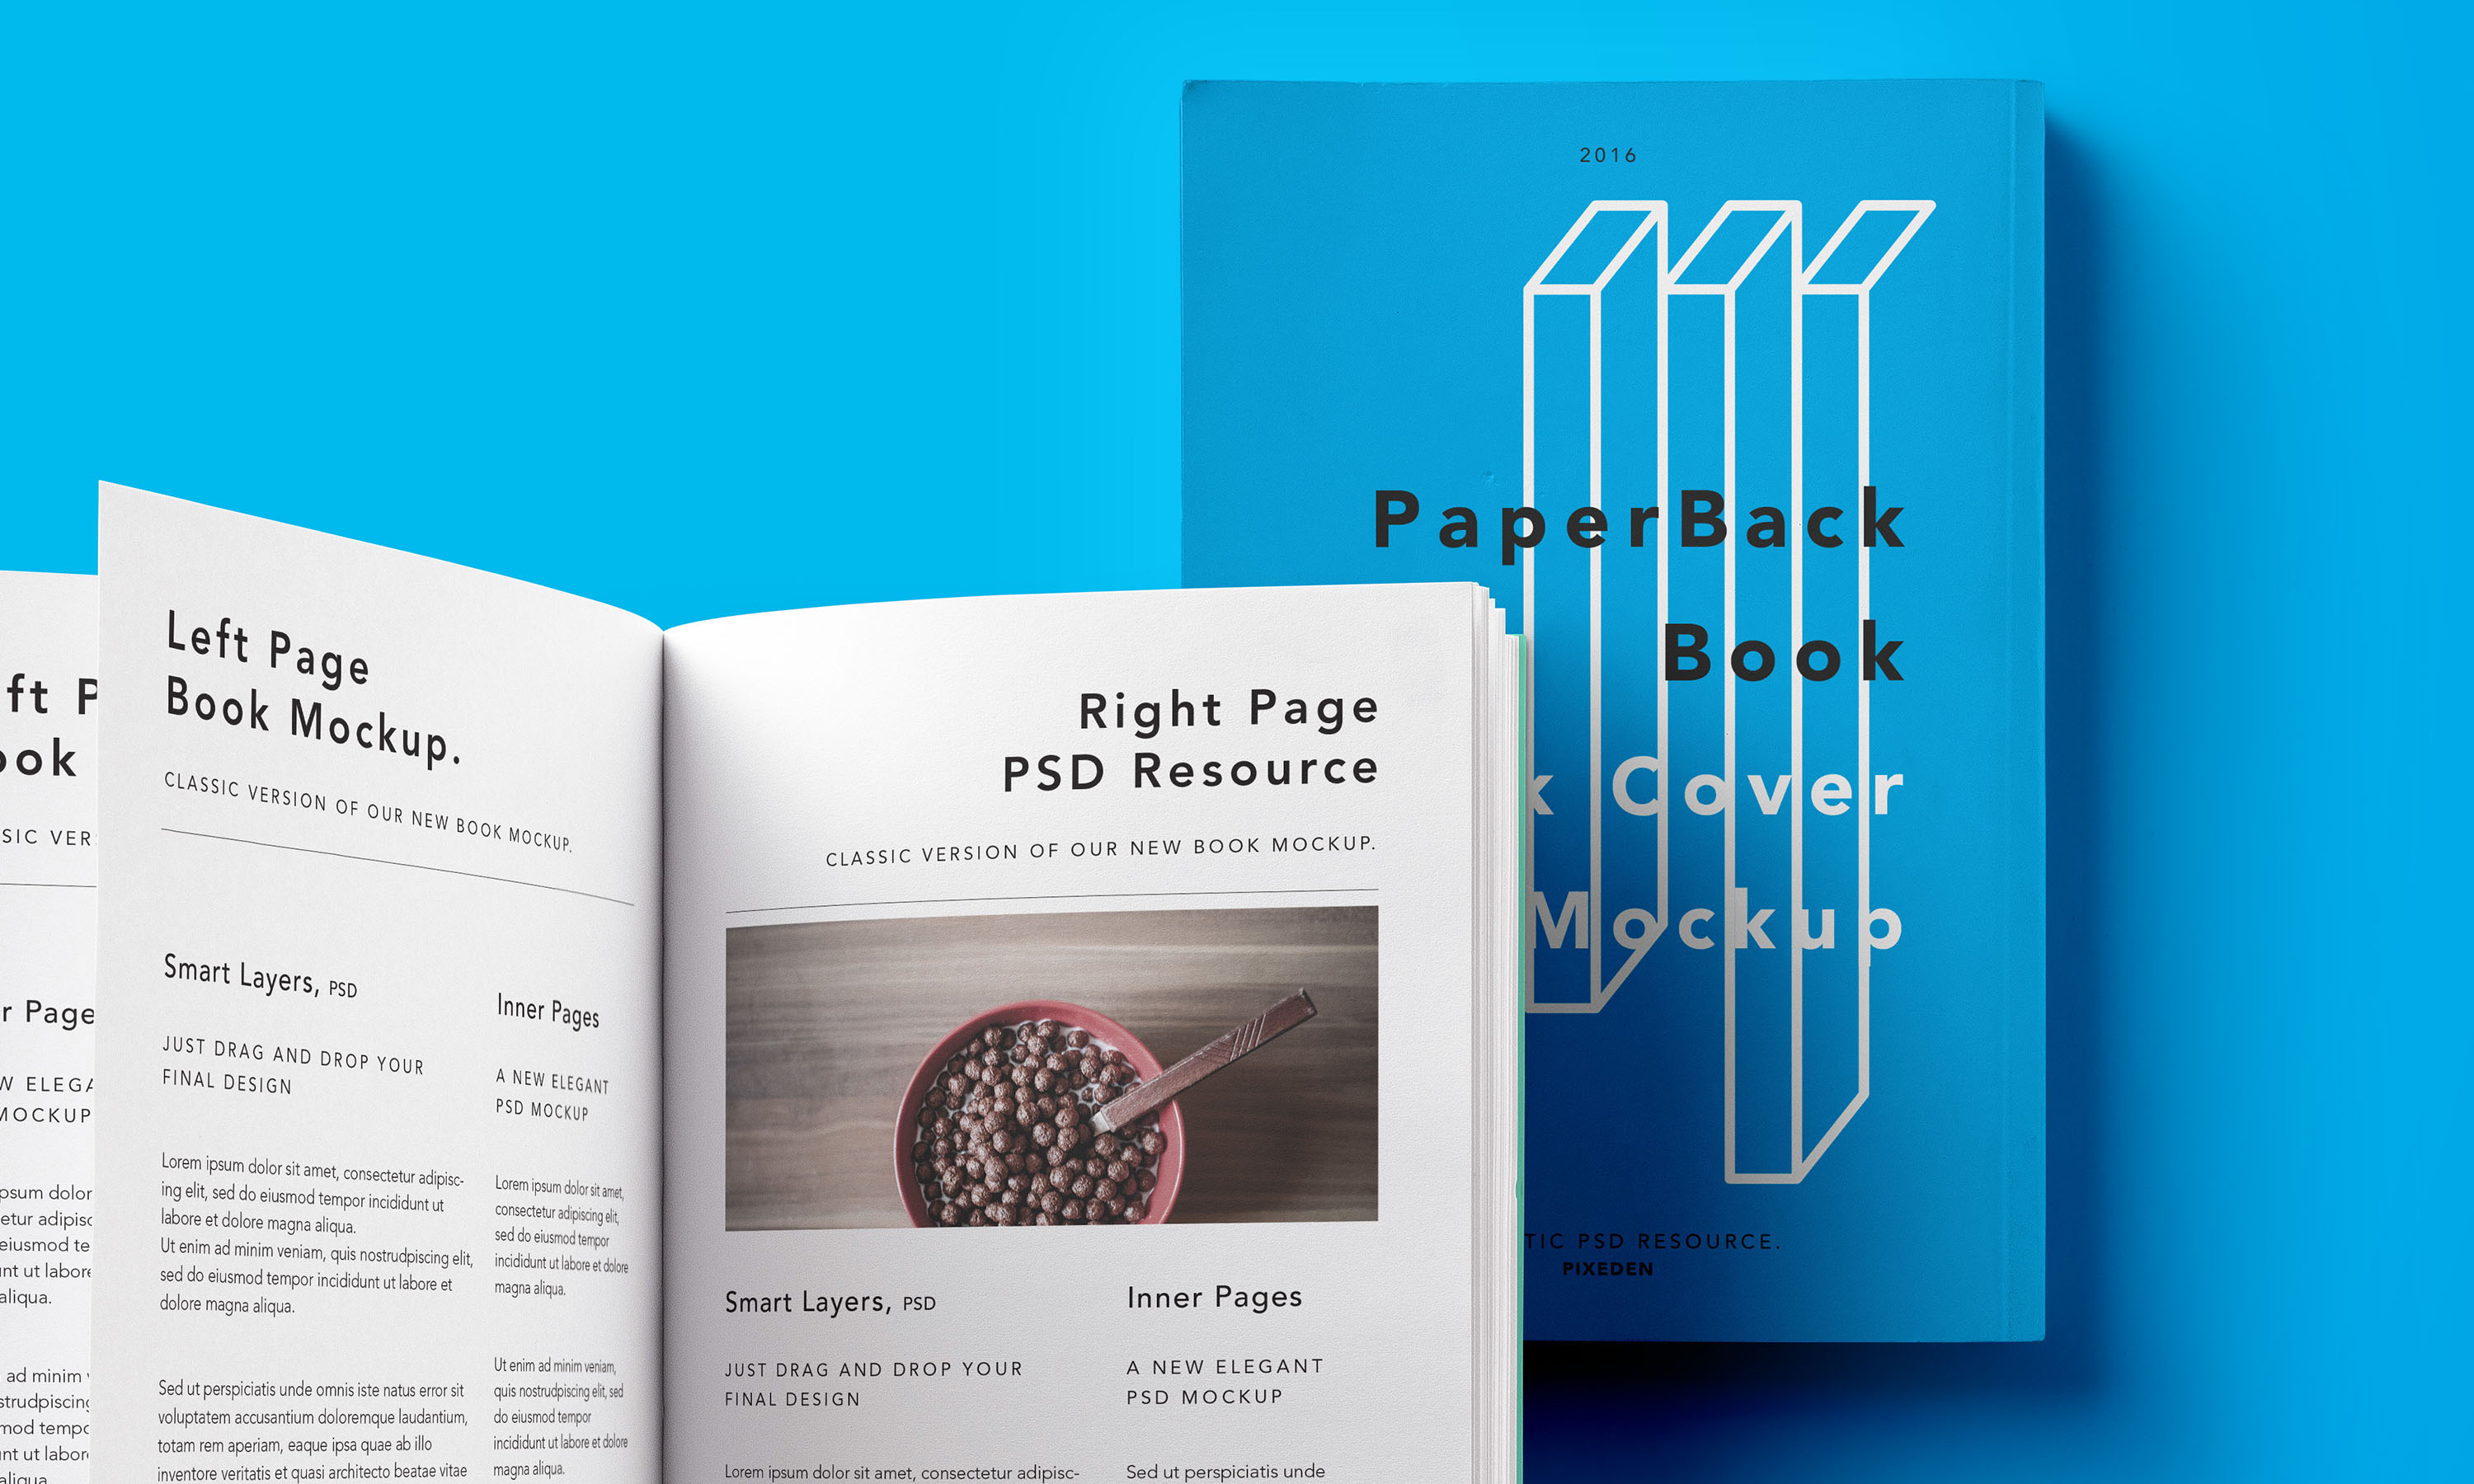 2016
PaperBack
Book
Cover
Mockup
PSD RESOURCE.
PIXEDEN
Left Page
Book Mockup.
CLASSIC VERSION OF OUR NEW BOOK MOCKUP.
Smart Layers, PSD
JUST DRAG AND DROP YOUR
FINAL DESIGN
Lorem ipsum dolor sit amet, consectetur adipisc-
ing elit, sed do eiusmod tempor incididunt ut
labore et dolore magna aliqua.
Ut enim ad minim veniam, quis nostrudpiscing elit,
sed do eiusmod tempor incididunt ut labore et
dolore magna aliqua.
Sed ut perspiciatis unde omnis iste natus error sit
voluptatem accusantium doloremque laudantium,
totam rem aperiam, eaque ipsa quae ab illo
inventore veritatis et quasi architecto beatae vitae
Inner Pages
A NEW ELEGANT
PSD MOCKUP
Lorem ipsum dolor sit amet,
consectetur adipiscing elit,
sed do eiusmod tempor
incididunt ut labore et dolore
magna aliqua.
Ut enim ad minim veniam,
quis nostrudpiscing elit, sed
do eiusmod tempor
incididunt ut labore et dolore
magna aliqua.
Right Page
PSD Resource
CLASSIC VERSION OF OUR NEW BOOK MOCKUP.
Smart Layers, PSD
JUST DRAG AND DROP YOUR
FINAL DESIGN
Lorem ipsum dolor sit amet, consectetur adipisc-
Inner Pages
A NEW ELEGANT
PSD MOCKUP
Sed ut perspiciatis unde